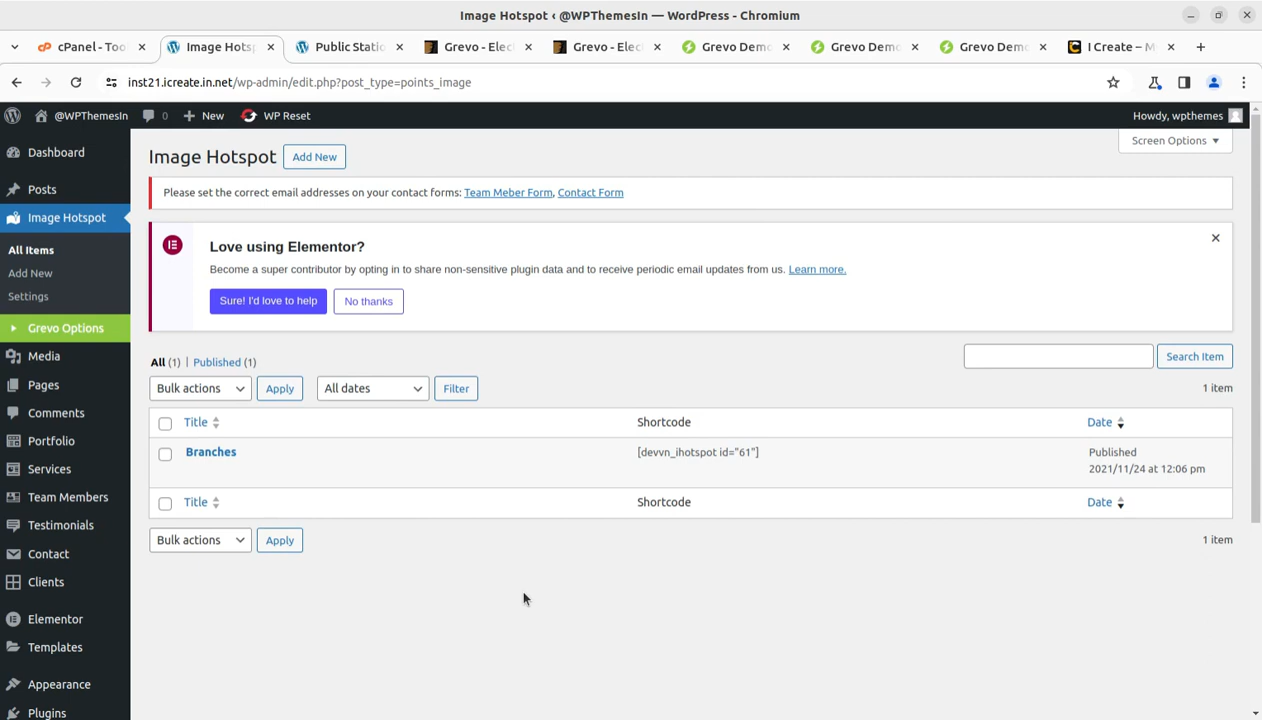 Image Hotspot ‹ @WPThemesIn — WordPress - Chromium
cPanel - Too
Image Hots
Public Statio
Grevo - Elec
Grevo - Elec
Grevo Demo
Grevo Demo
Grevo Demo
I Create – M
inst21.icreate.in.net/wp-admin/edit.php?post_type=points_image
@WPThemesIn
0
New
WP Reset
Howdy, wpthemes
Dashboard
Posts
Image Hotspot
All Items
Add New
Settings
Grevo Options
Media
Pages
Comments
Portfolio
Services
Team Members
Testimonials
Contact
Clients
Elementor
Templates
Appearance
Plugins
Screen Options
Image Hotspot
Add New
Please set the correct email addresses on your contact forms: Team Meber Form, Contact Form
Love using Elementor?
Become a super contributor by opting in to share non-sensitive plugin data and to receive periodic email updates from us. Learn more.
Sure! I'd love to help
No thanks
All (1) | Published (1)
Search Item
Bulk actions
Apply
All dates
Filter
1 item
Title
Shortcode
Date
Branches
[devvn_ihotspot id="61"]
Published
2021/11/24 at 12:06 pm
Title
Shortcode
Date
Bulk actions
Apply
1 item